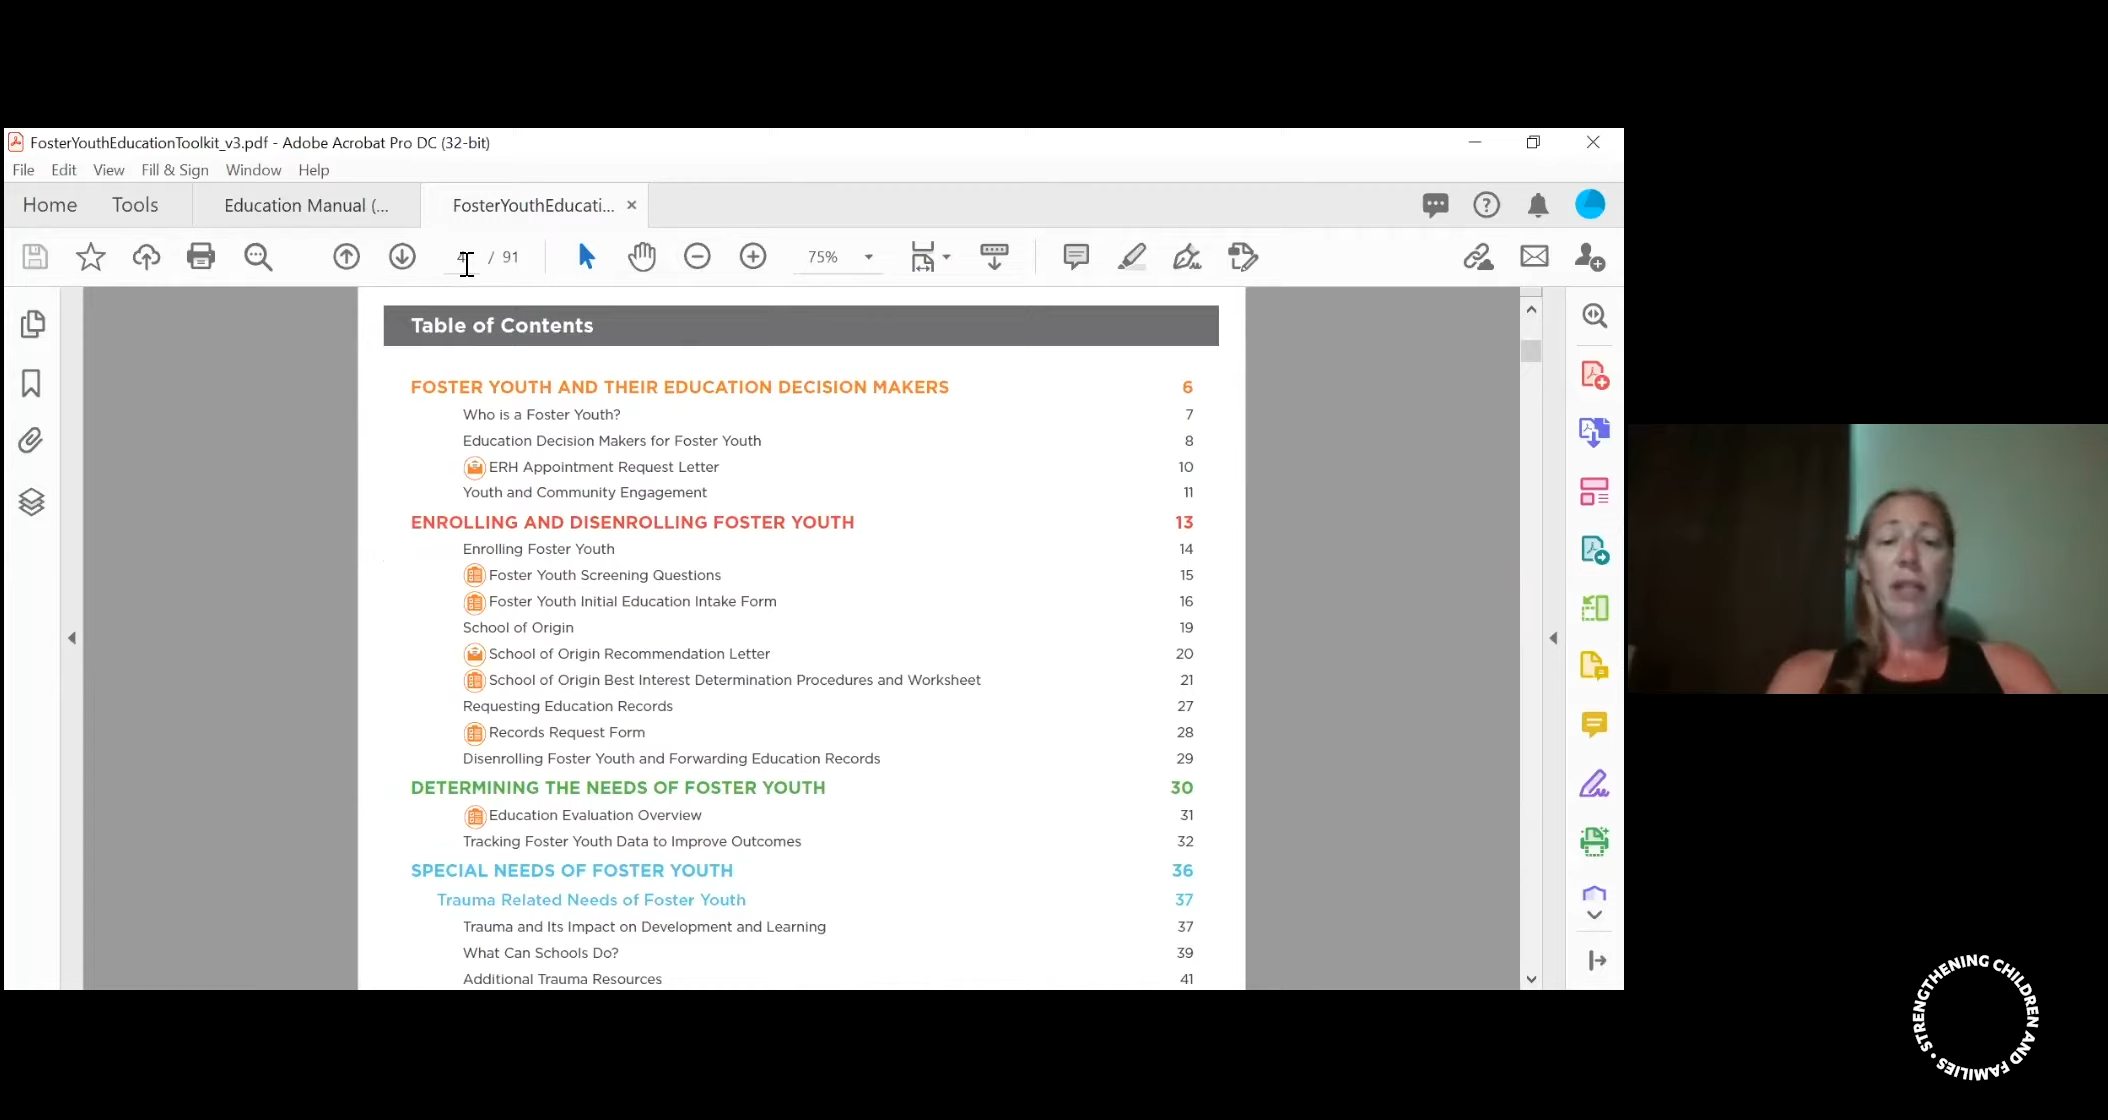 FosterYouthEducationToolkit_v3.pdf - Adobe Acrobat Pro DC (32-bit)
File Edit View Fill & Sign Window Help
Home Tools Education Manual (... FosterYouthEducati... ×
4 / 91 75%
Table of Contents
FOSTER YOUTH AND THEIR EDUCATION DECISION MAKERS 6
Who is a Foster Youth? 7
Education Decision Makers for Foster Youth 8
ERH Appointment Request Letter 10
Youth and Community Engagement 11
ENROLLING AND DISENROLLING FOSTER YOUTH 13
Enrolling Foster Youth 14
Foster Youth Screening Questions 15
Foster Youth Initial Education Intake Form 16
School of Origin 19
School of Origin Recommendation Letter 20
School of Origin Best Interest Determination Procedures and Worksheet 21
Requesting Education Records 27
Records Request Form 28
Disenrolling Foster Youth and Forwarding Education Records 29
DETERMINING THE NEEDS OF FOSTER YOUTH 30
Education Evaluation Overview 31
Tracking Foster Youth Data to Improve Outcomes 32
SPECIAL NEEDS OF FOSTER YOUTH 36
Trauma Related Needs of Foster Youth 37
Trauma and Its Impact on Development and Learning 37
What Can Schools Do? 39
Additional Trauma Resources 41
STRENGTHENING CHILDREN AND FAMILIES •